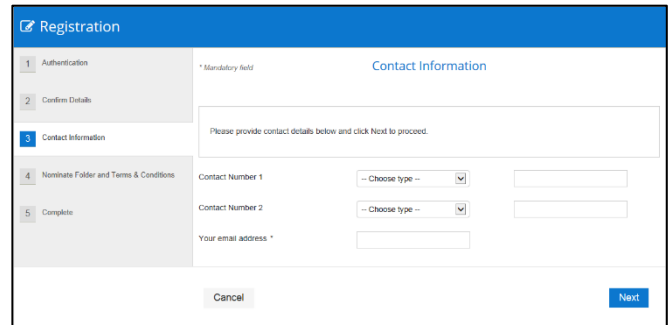 Registration
1 Authentication
2 Confirm Details
3 Contact Information
4 Nominate Folder and Terms & Conditions
5 Complete
* Mandatory field
Contact Information
Please provide contact details below and click Next to proceed.
Contact Number 1 -- Choose type --
Contact Number 2 -- Choose type --
Your email address *
Cancel Next